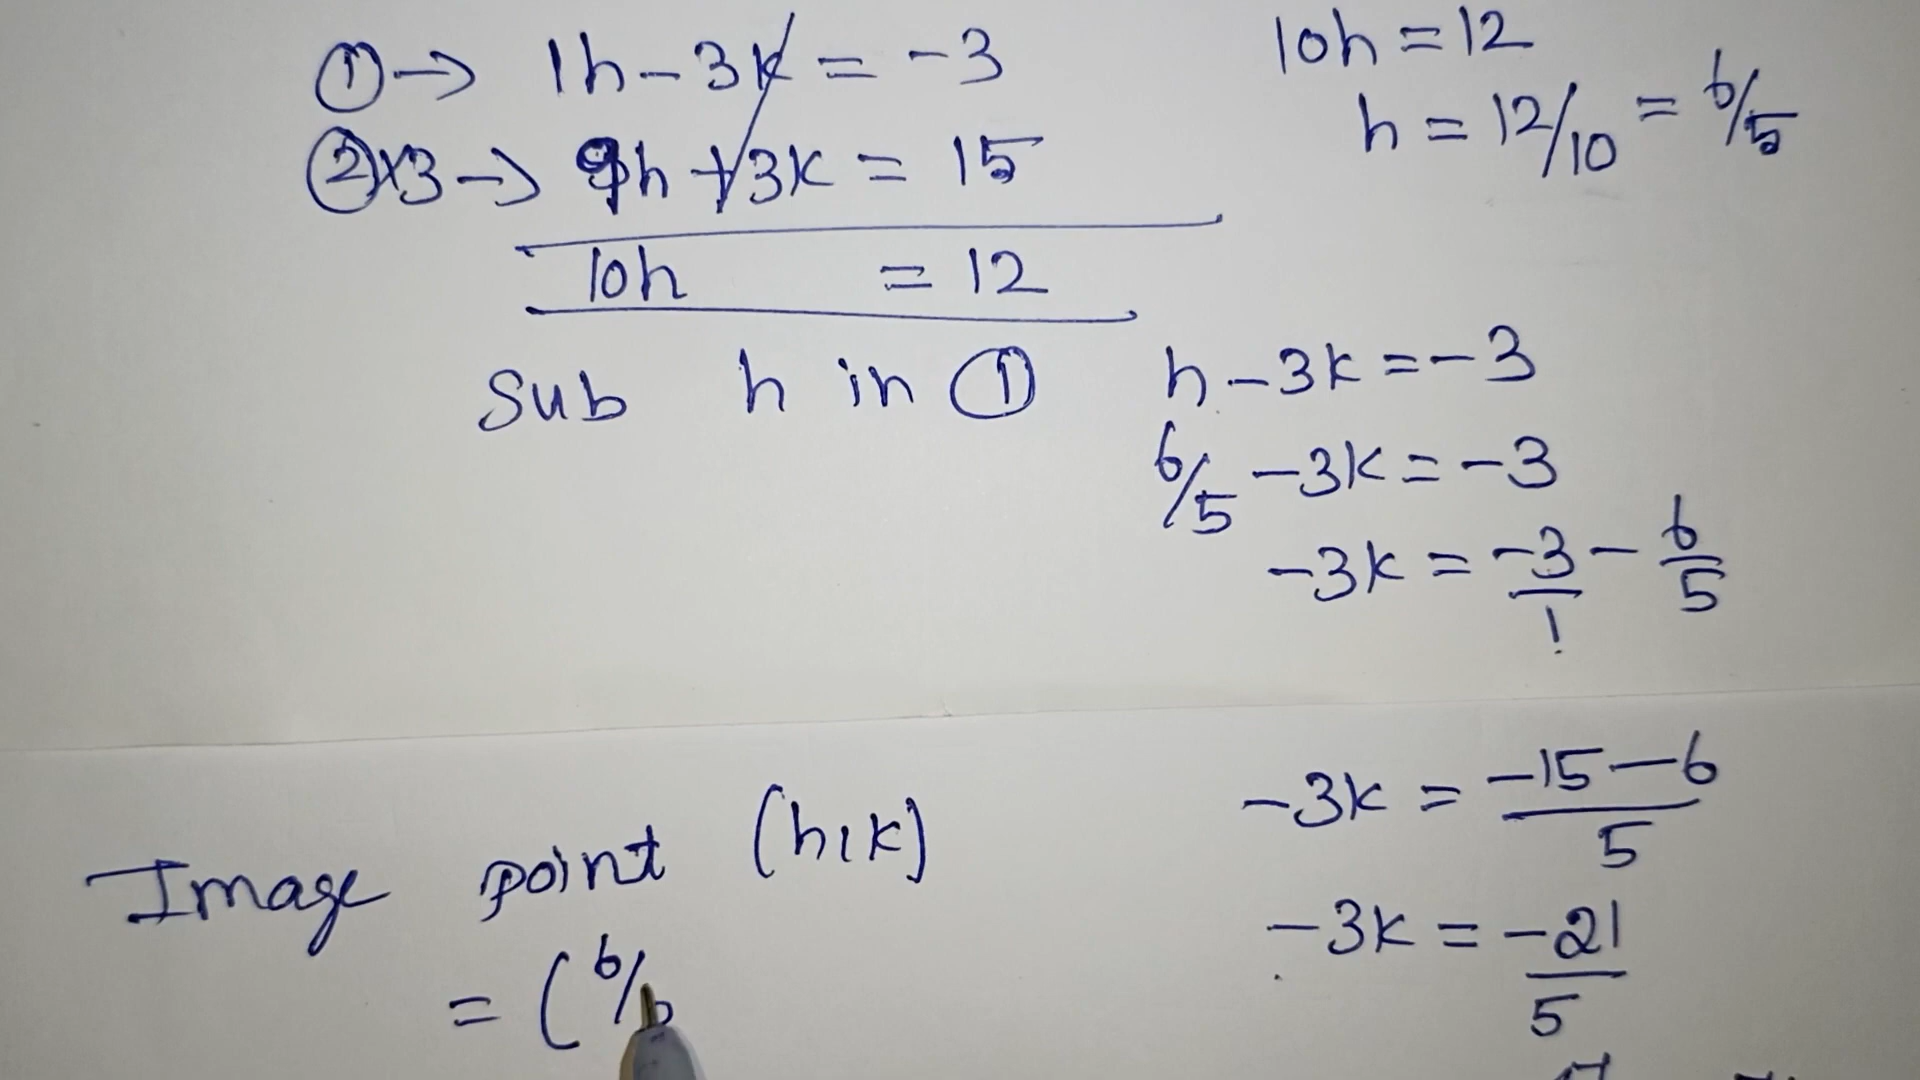 ① → 1h - 3k = -3
② × 3 → 9h + 3k = 15
10h = 12
10h = 12
h = 12/10 = 6/5
Sub h in ①
h - 3k = -3
6/5 - 3k = -3
-3k = -3/1 - 6/5
-3k = -15-6/5
-3k = -21/5
Image point (h,k)
= (6/5